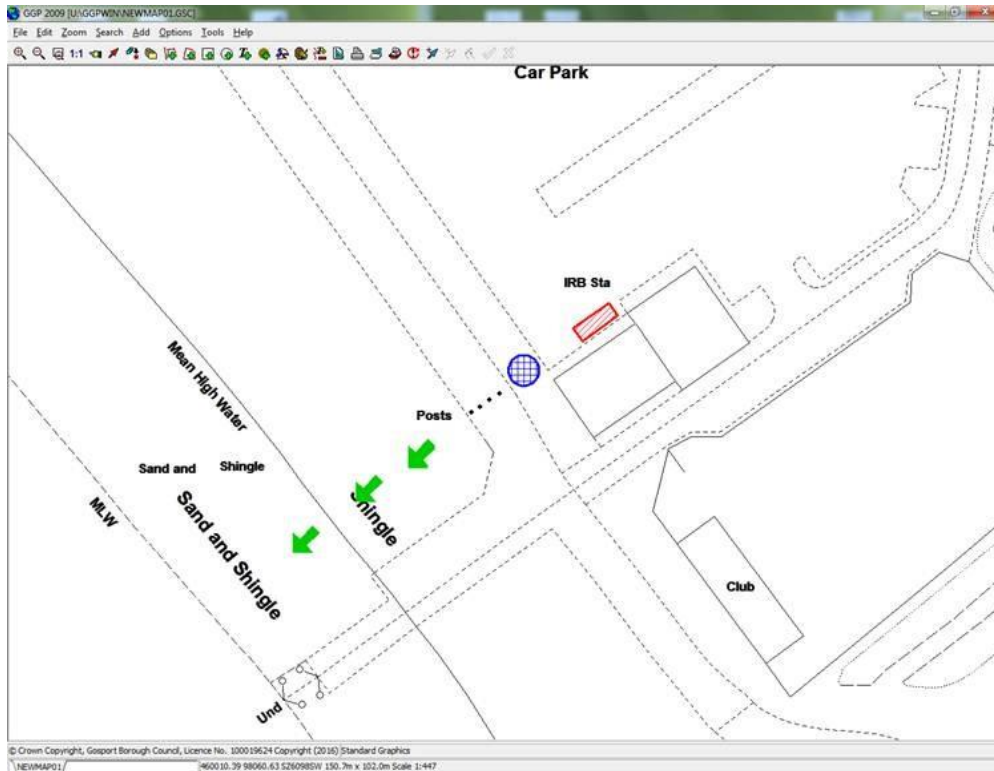 GGP 2009 [U:\GGPWIN\NEWMAP01.GSC]
File Edit Zoom Search Add Options Tools Help
1:1
Car Park
IRB Sta
Mean High Water
Posts
Sand and Shingle
Shingle
MLW
Sand and Shingle
Club
Und
© Crown Copyright, Gosport Borough Council, Licence No. 100019624 Copyright (2016) Standard Graphics
NEWMAP01 460010.39 98060.63 SZ6098SW 150.7m x 102.0m Scale 1:447